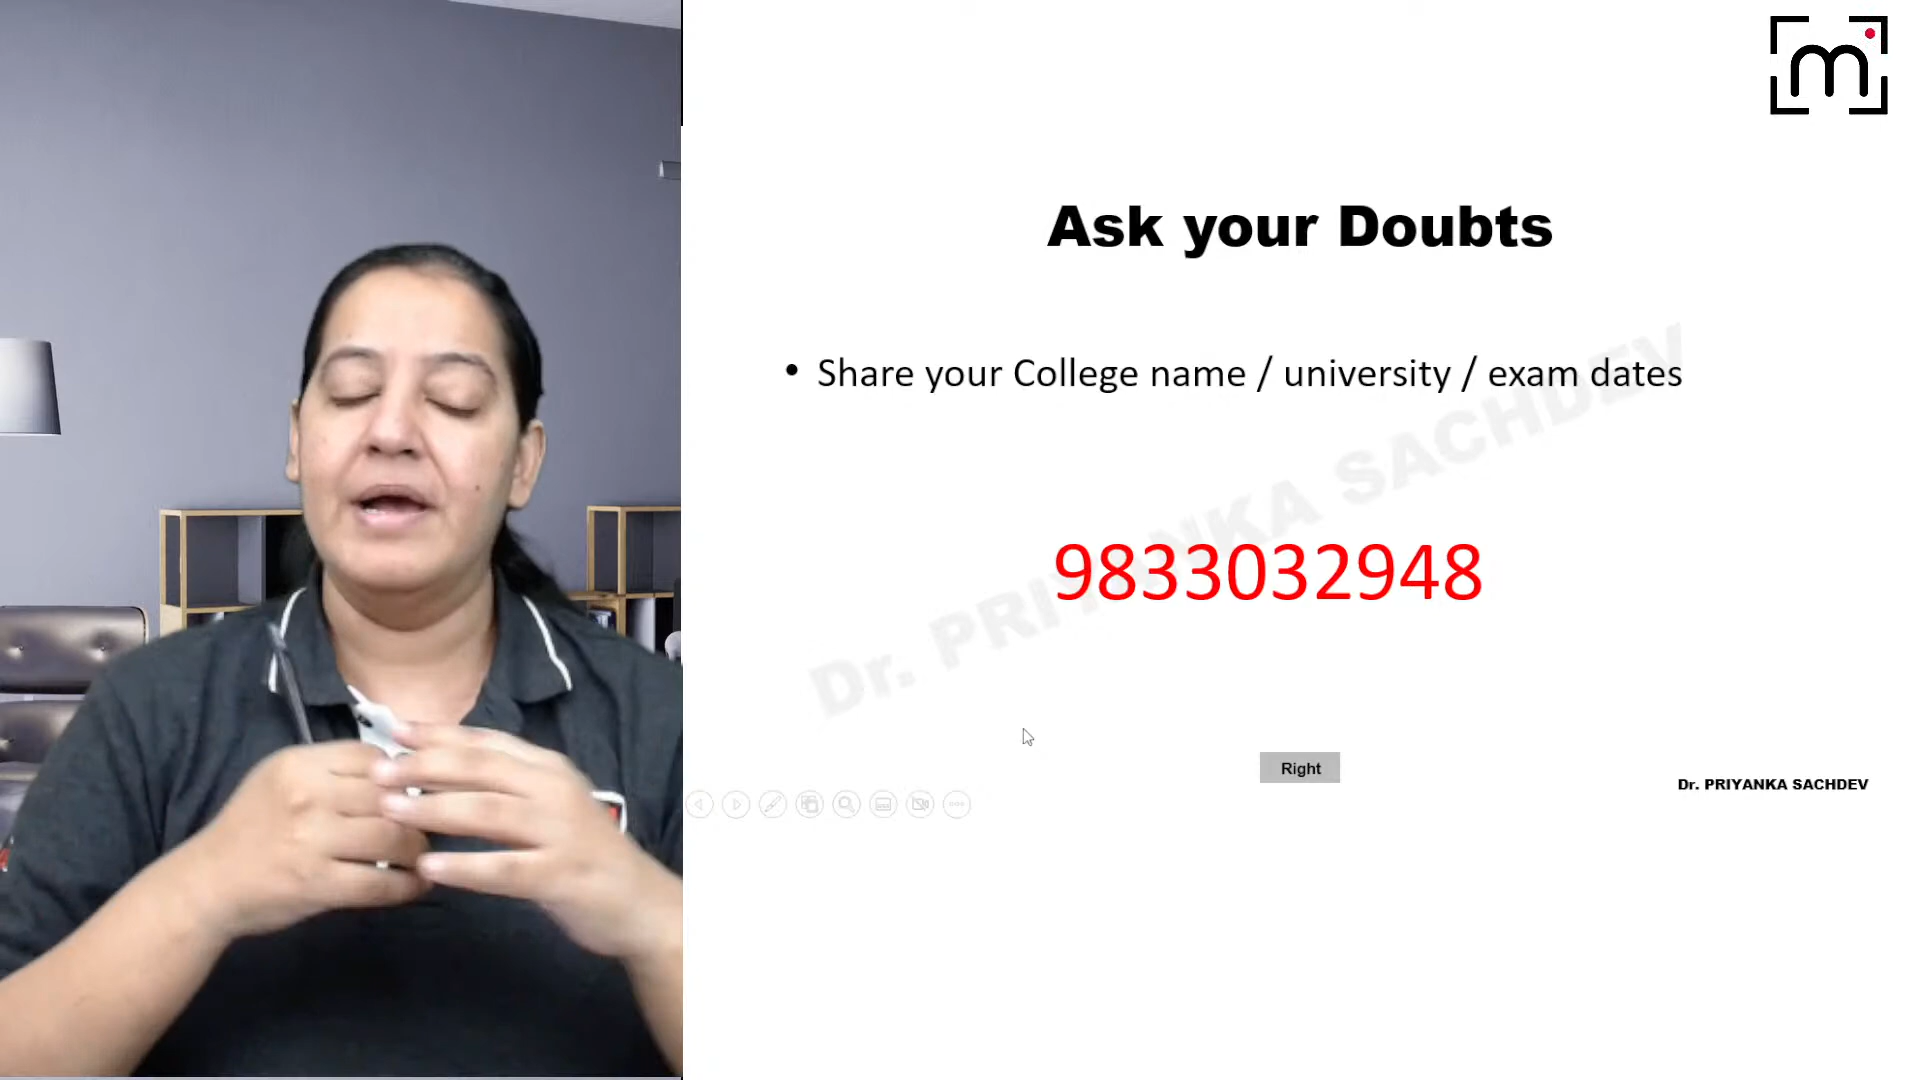 m
Ask your Doubts
• Share your College name / university / exam dates
Dr. PRIYANKA SACHDEV
9833032948
Right
Dr. PRIYANKA SACHDEV